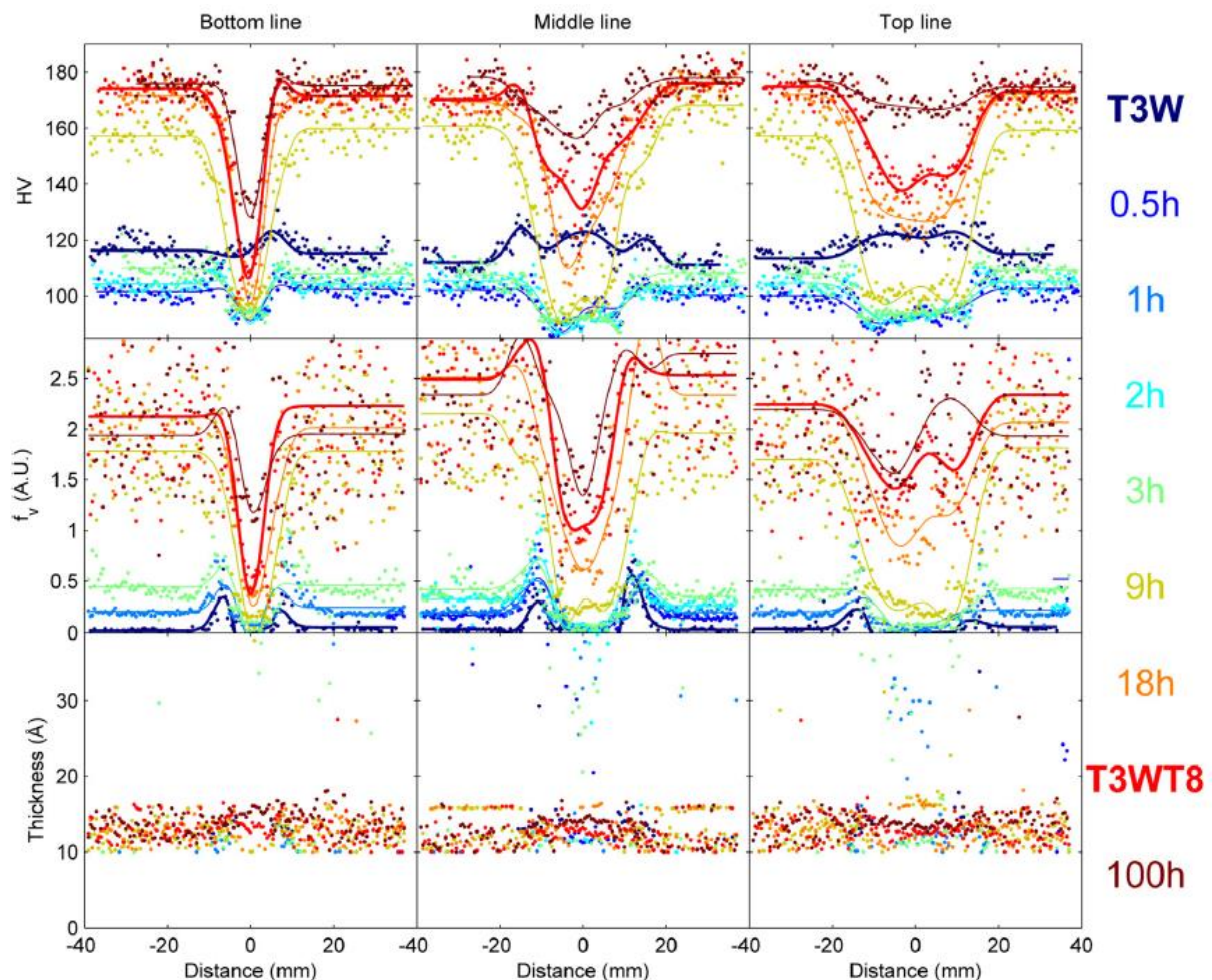 Bottom line Middle line Top line
180
160
140
120
100
HV
2.5
2
1.5
1
0.5
0
f_v (A.U.)
30
20
10
0
Thickness (Å)
-40 -20 0 20 -40 -20 0 20 -40 -20 0 20 40
Distance (mm) Distance (mm) Distance (mm)
T3W
0.5h
1h
2h
3h
9h
18h
T3WT8
100h